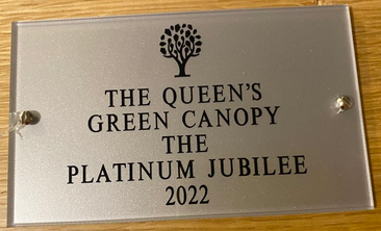 THE QUEEN'S
GREEN CANOPY
THE
PLATINUM JUBILEE
2022